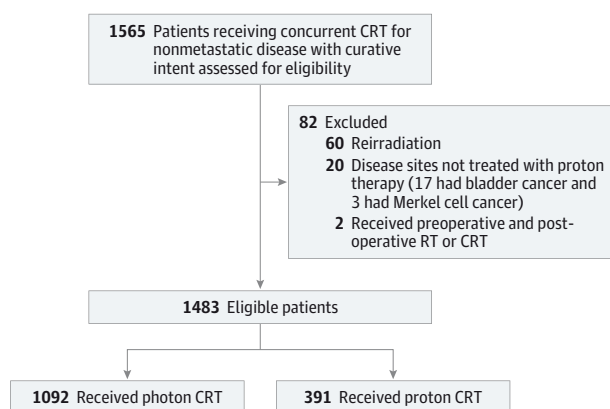 1565 Patients receiving concurrent CRT for
nonmetastatic disease with curative
intent assessed for eligibility
82 Excluded
60 Reirradiation
20 Disease sites not treated with proton
therapy (17 had bladder cancer and
3 had Merkel cell cancer)
2 Received preoperative and post-
operative RT or CRT
1483 Eligible patients
1092 Received photon CRT
391 Received proton CRT